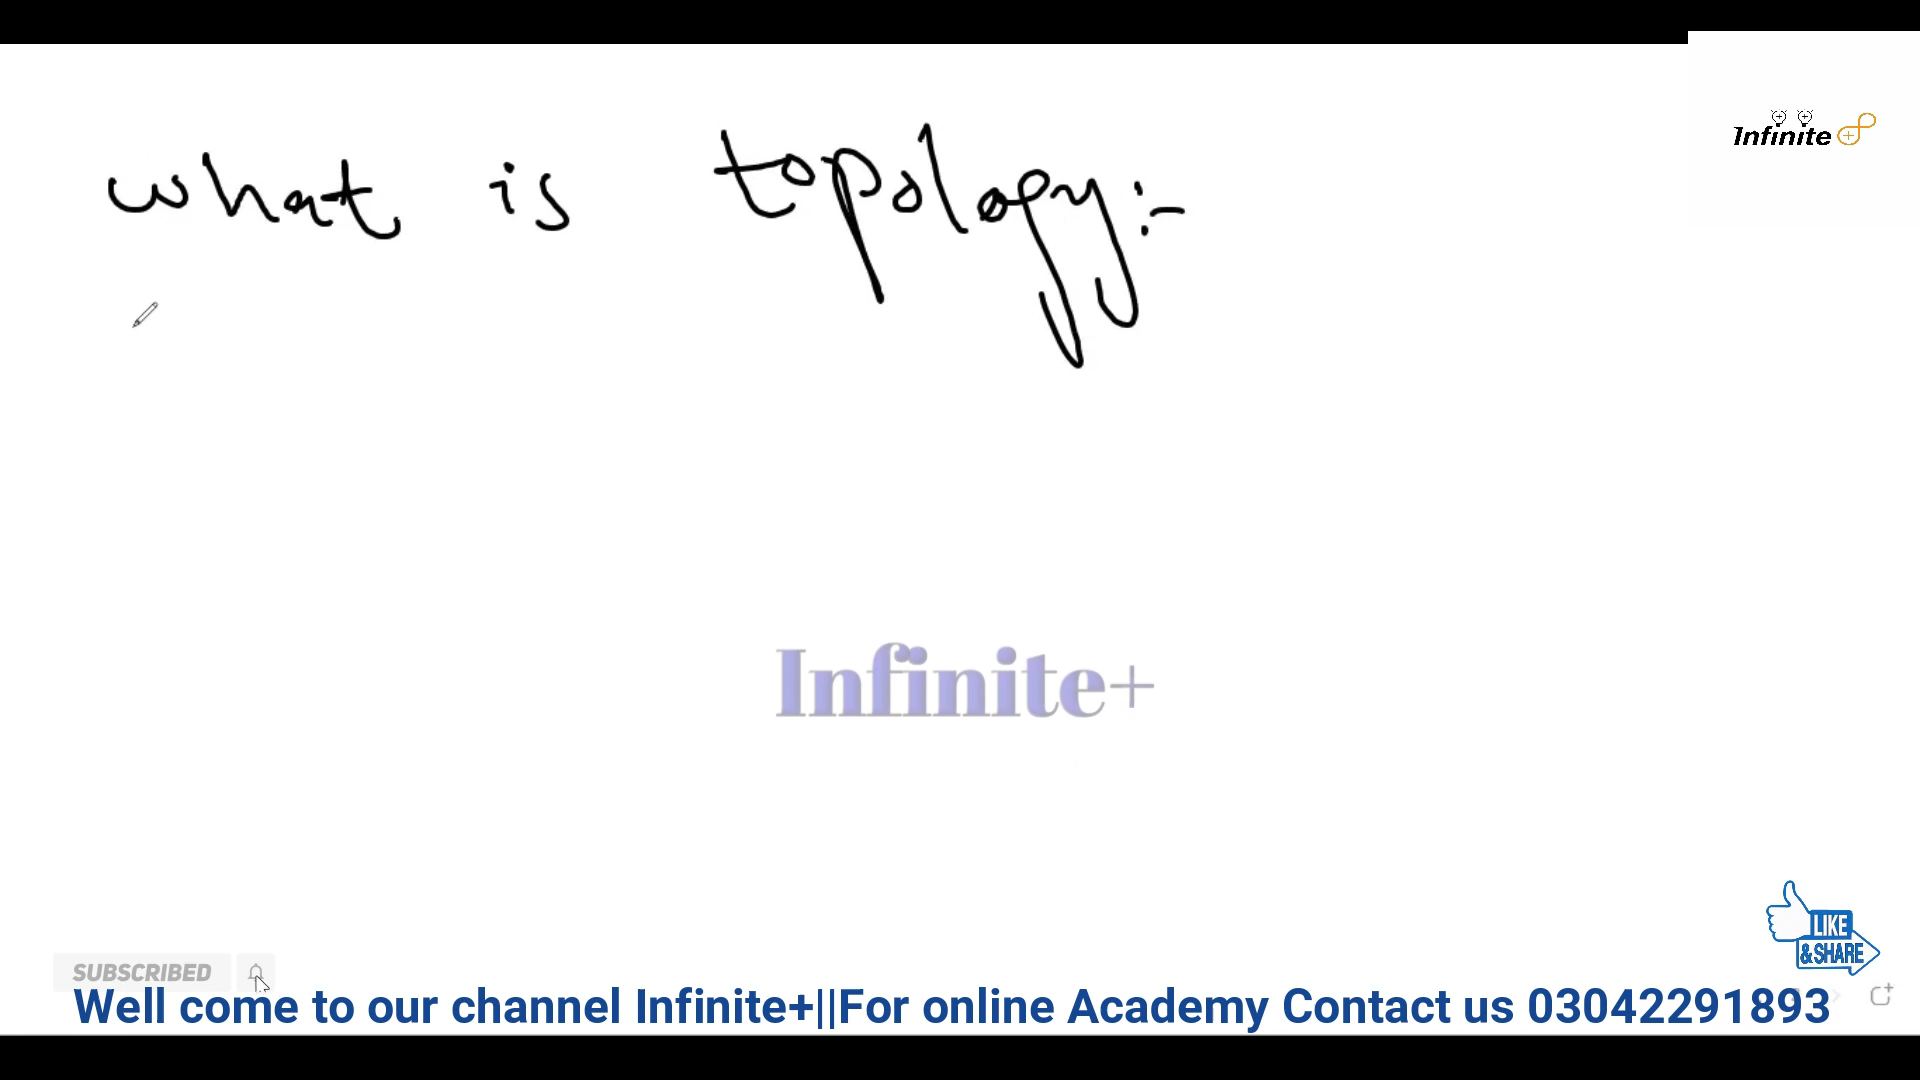 Infinite
what is topology:-
Infinite+
LIKE
& SHARE
SUBSCRIBED
Well come to our channel Infinite+||For online Academy Contact us 03042291893